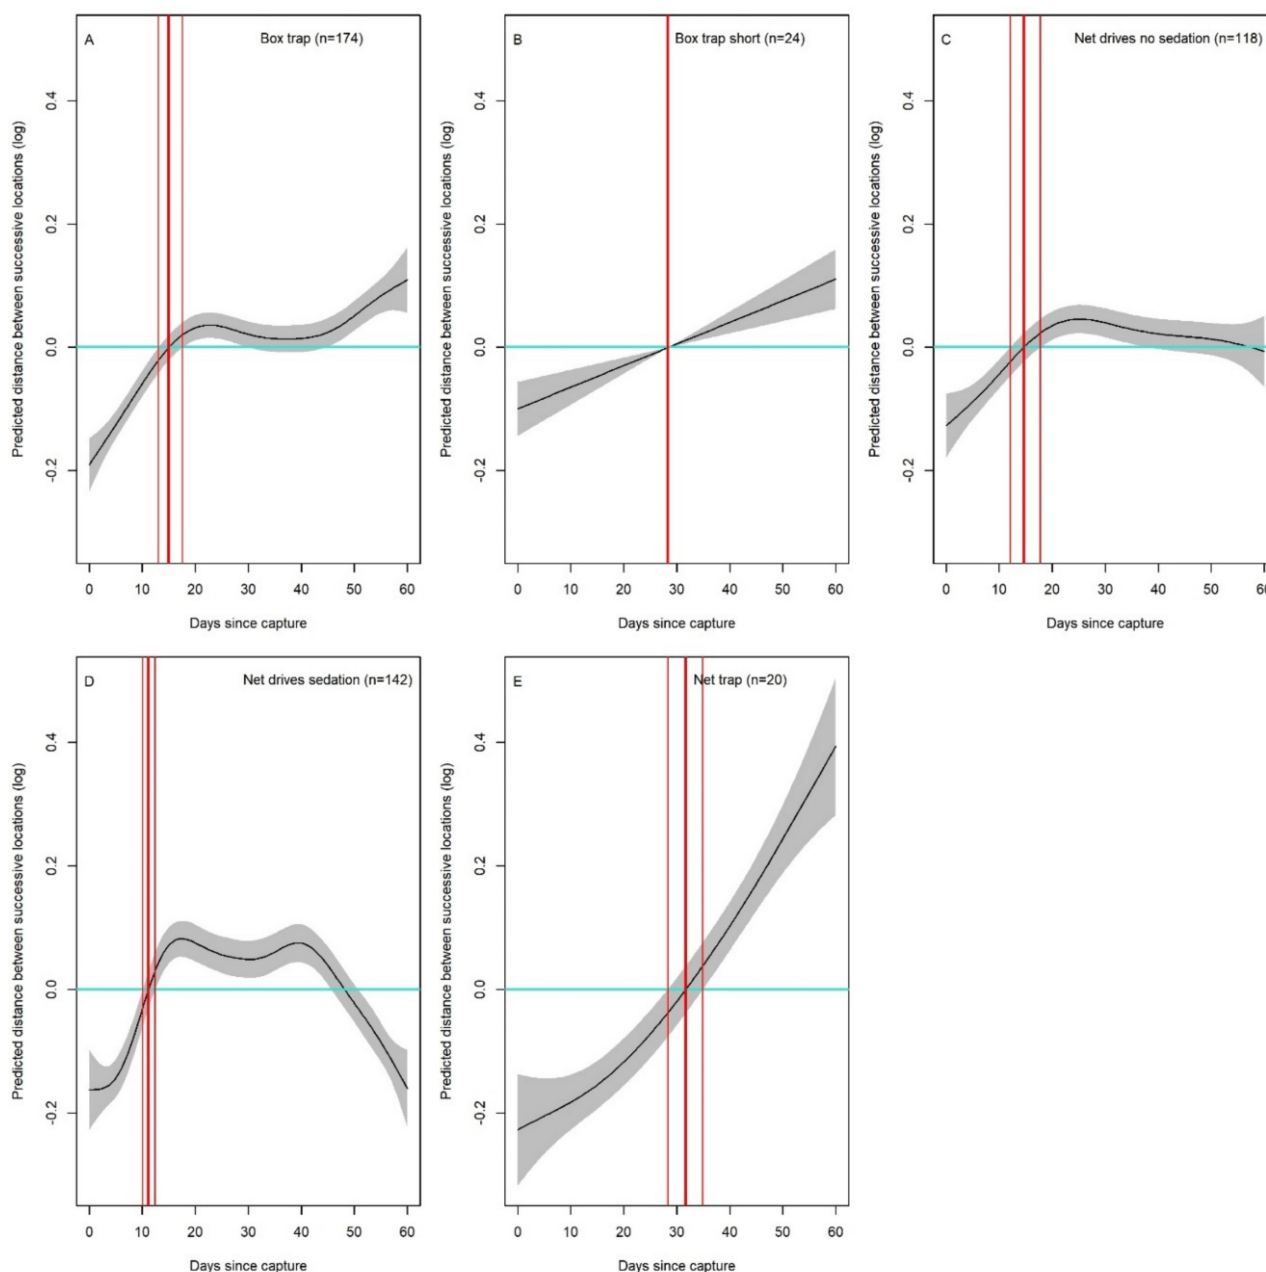 A
Box trap (n=174)
Predicted distance between successive locations (log)
0.4
0.2
0.0
-0.2
0 10 20 30 40 50 60
Days since capture
B
Box trap short (n=24)
Predicted distance between successive locations (log)
0.4
0.2
0.0
-0.2
0 10 20 30 40 50 60
Days since capture
C
Net drives no sedation (n=118)
Predicted distance between successive locations (log)
0.4
0.2
0.0
-0.2
0 10 20 30 40 50 60
Days since capture
D
Net drives sedation (n=142)
Predicted distance between successive locations (log)
0.4
0.2
0.0
-0.2
0 10 20 30 40 50 60
Days since capture
E
Net trap (n=20)
Predicted distance between successive locations (log)
0.4
0.2
0.0
-0.2
0 10 20 30 40 50 60
Days since capture